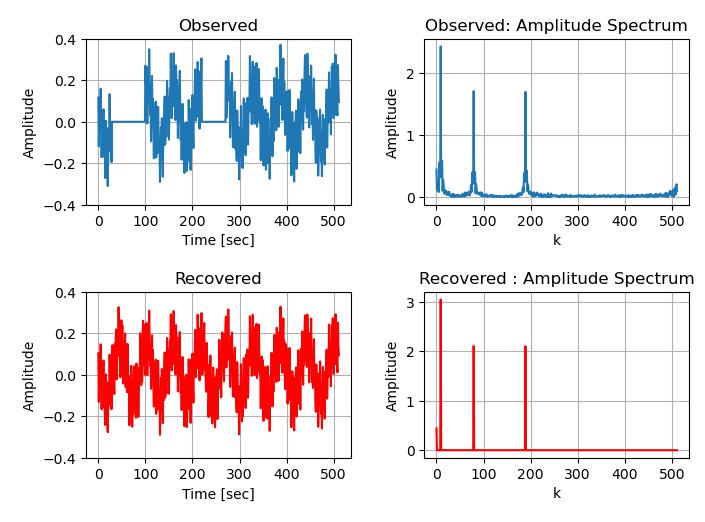 Observed
0.4
0.2
0.0
−0.2
−0.4
Amplitude
0 100 200 300 400 500
Time [sec]
Observed: Amplitude Spectrum
2
1
0
Amplitude
0 100 200 300 400 500
k
Recovered
0.4
0.2
0.0
−0.2
−0.4
Amplitude
0 100 200 300 400 500
Time [sec]
Recovered : Amplitude Spectrum
3
2
1
0
Amplitude
0 100 200 300 400 500
k